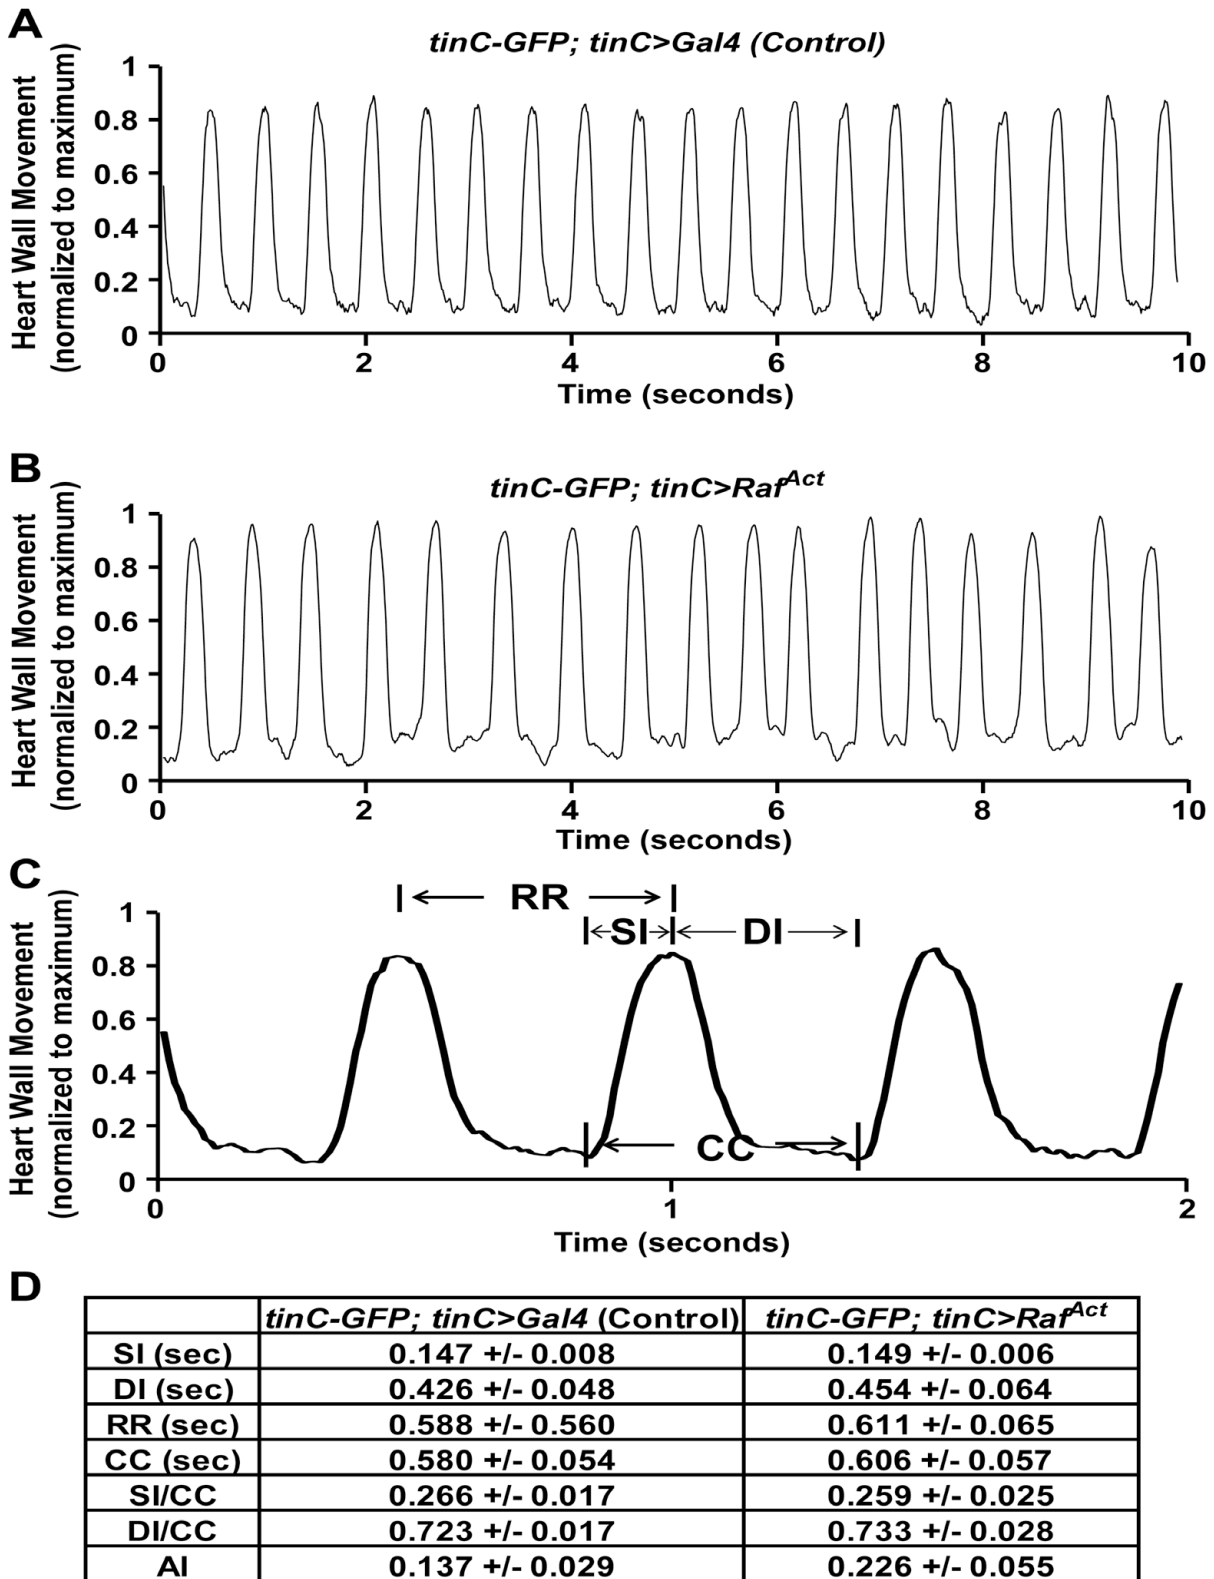 A
tinC-GFP; tinC>Gal4 (Control)
Heart Wall Movement
(normalized to maximum)
1
0.8
0.6
0.4
0.2
0
0 2 4 6 8 10
Time (seconds)
B
tinC-GFP; tinC>Raf^Act
Heart Wall Movement
(normalized to maximum)
1
0.8
0.6
0.4
0.2
0
0 2 4 6 8 10
Time (seconds)
C
Heart Wall Movement
(normalized to maximum)
RR
SI DI
CC
1
0.8
0.6
0.4
0.2
0
0 1 2
Time (seconds)
D
tinC-GFP; tinC>Gal4 (Control) tinC-GFP; tinC>Raf^Act
SI (sec) 0.147 +/- 0.008 0.149 +/- 0.006
DI (sec) 0.426 +/- 0.048 0.454 +/- 0.064
RR (sec) 0.588 +/- 0.560 0.611 +/- 0.065
CC (sec) 0.580 +/- 0.054 0.606 +/- 0.057
SI/CC 0.266 +/- 0.017 0.259 +/- 0.025
DI/CC 0.723 +/- 0.017 0.733 +/- 0.028
AI 0.137 +/- 0.029 0.226 +/- 0.055